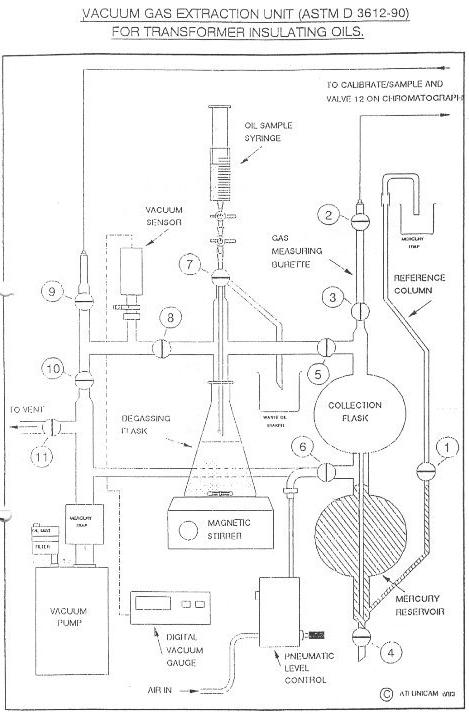 VACUUM GAS EXTRACTION UNIT (ASTM D 3612-90)
FOR TRANSFORMER INSULATING OILS.
TO CALIBRATE/SAMPLE AND
VALVE 12 ON CHROMATOGRAPH
OIL SAMPLE
SYRINGE
VACUUM
SENSOR
2
MERCURY
TRAP
GAS
MEASURING
BURETTE
7
REFERENCE
COLUMN
9
3
8
10
5
TO VENT
DEGASSING
FLASK
WASTE OIL
COLLECTION
FLASK
11
6
1
MERCURY
TRAP
OIL MIST
FILTER
MAGNETIC
STIRRER
MERCURY
RESERVOIR
VACUUM
PUMP
DIGITAL
VACUUM
GAUGE
4
PNEUMATIC
LEVEL
CONTROL
AIR IN
© ATI UNICAM 6/93